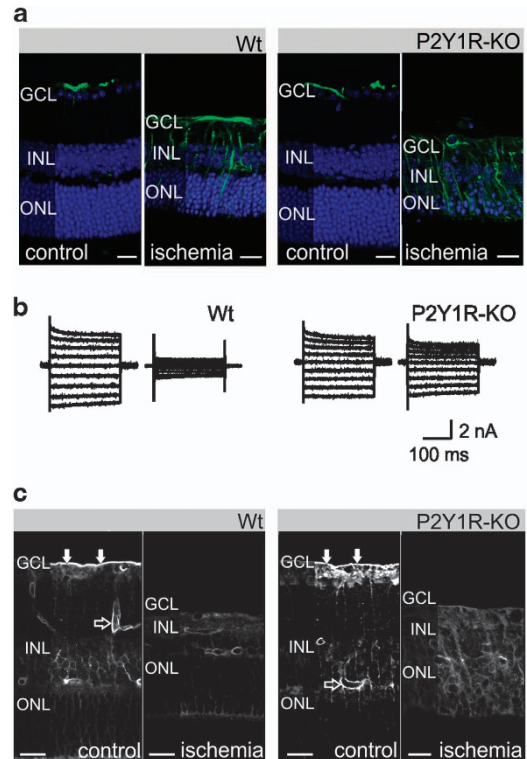 a
Wt
P2Y1R-KO
GCL
INL
ONL
control
GCL
INL
ONL
ischemia
GCL
INL
ONL
control
GCL
INL
ONL
ischemia
b
Wt
P2Y1R-KO
2 nA
100 ms
c
Wt
P2Y1R-KO
GCL
INL
ONL
control
GCL
INL
ONL
ischemia
GCL
INL
ONL
control
GCL
INL
ONL
ischemia